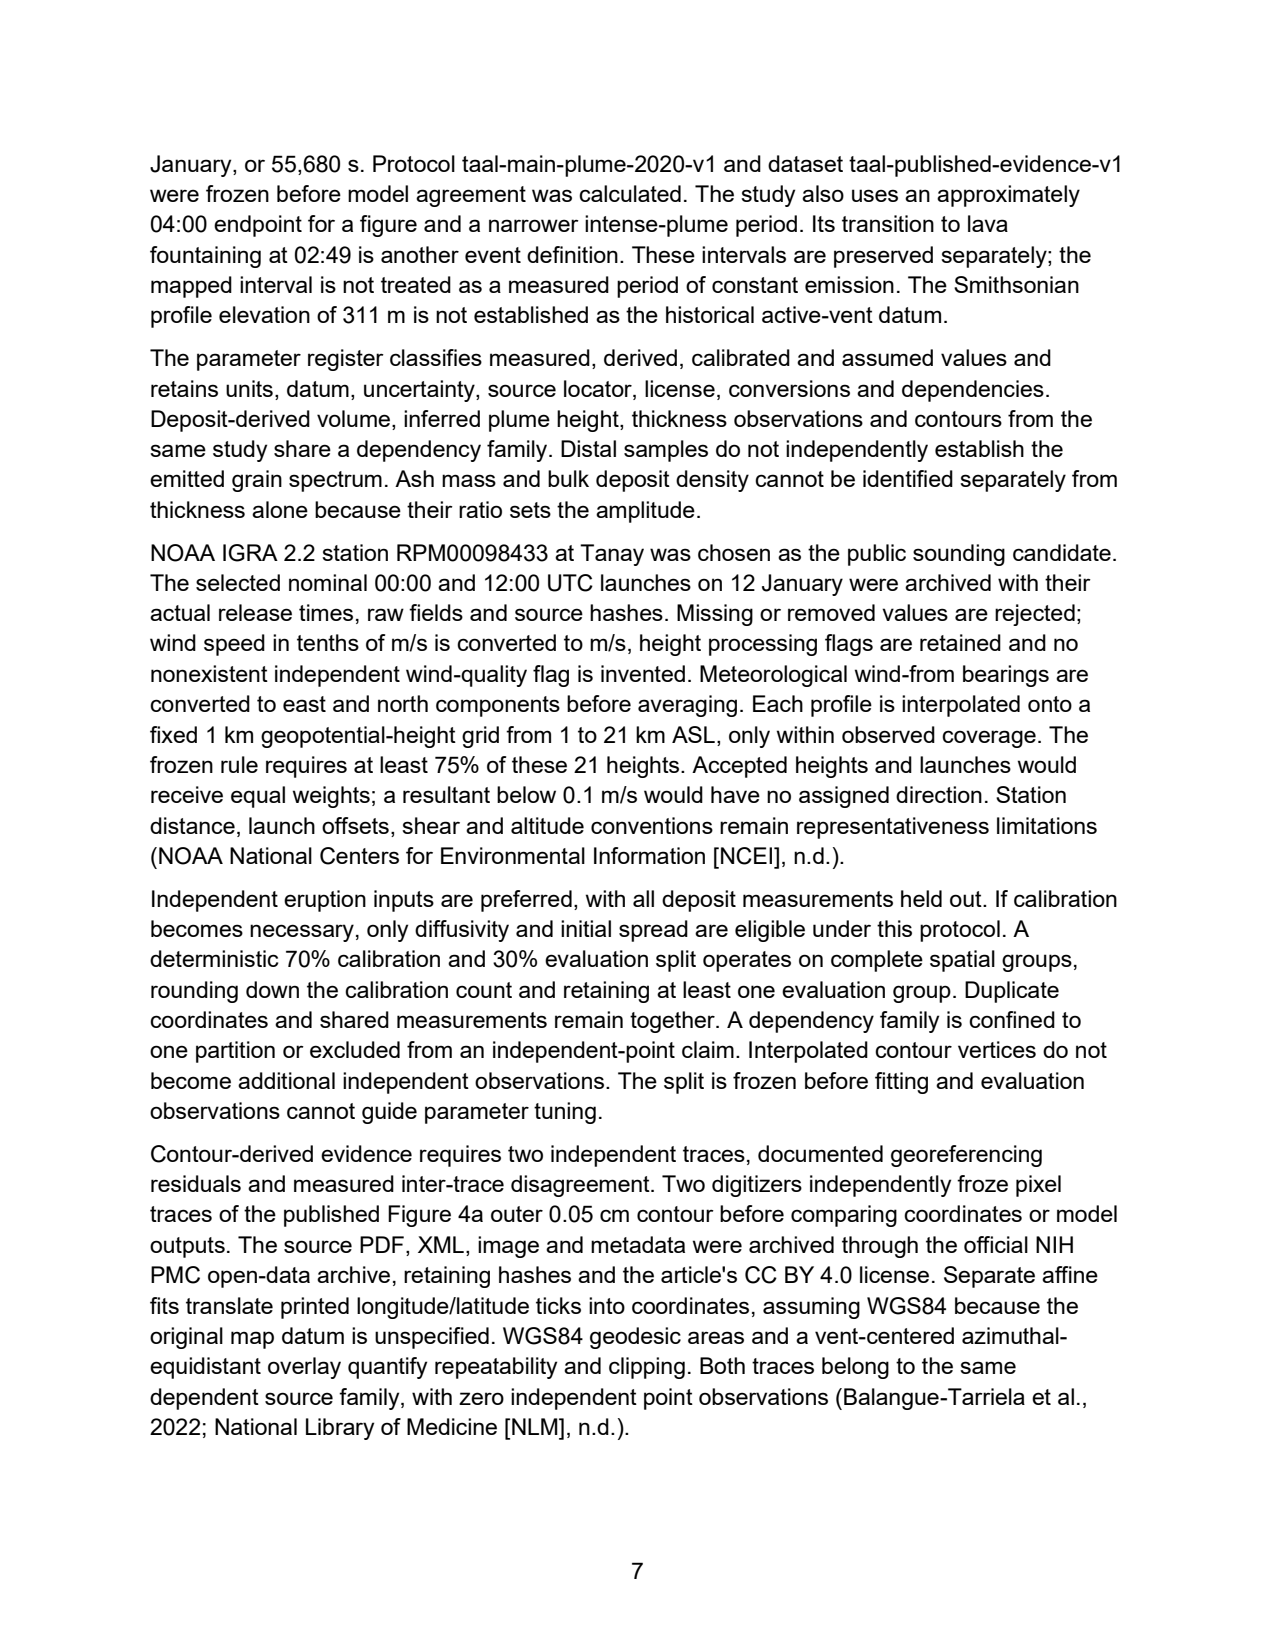 January, or 55,680 s. Protocol taal-main-plume-2020-v1 and dataset taal-published-evidence-v1
were frozen before model agreement was calculated. The study also uses an approximately
04:00 endpoint for a figure and a narrower intense-plume period. Its transition to lava
fountaining at 02:49 is another event definition. These intervals are preserved separately; the
mapped interval is not treated as a measured period of constant emission. The Smithsonian
profile elevation of 311 m is not established as the historical active-vent datum.
The parameter register classifies measured, derived, calibrated and assumed values and
retains units, datum, uncertainty, source locator, license, conversions and dependencies.
Deposit-derived volume, inferred plume height, thickness observations and contours from the
same study share a dependency family. Distal samples do not independently establish the
emitted grain spectrum. Ash mass and bulk deposit density cannot be identified separately from
thickness alone because their ratio sets the amplitude.
NOAA IGRA 2.2 station RPM00098433 at Tanay was chosen as the public sounding candidate.
The selected nominal 00:00 and 12:00 UTC launches on 12 January were archived with their
actual release times, raw fields and source hashes. Missing or removed values are rejected;
wind speed in tenths of m/s is converted to m/s, height processing flags are retained and no
nonexistent independent wind-quality flag is invented. Meteorological wind-from bearings are
converted to east and north components before averaging. Each profile is interpolated onto a
fixed 1 km geopotential-height grid from 1 to 21 km ASL, only within observed coverage. The
frozen rule requires at least 75% of these 21 heights. Accepted heights and launches would
receive equal weights; a resultant below 0.1 m/s would have no assigned direction. Station
distance, launch offsets, shear and altitude conventions remain representativeness limitations
(NOAA National Centers for Environmental Information [NCEI], n.d.).
Independent eruption inputs are preferred, with all deposit measurements held out. If calibration
becomes necessary, only diffusivity and initial spread are eligible under this protocol. A
deterministic 70% calibration and 30% evaluation split operates on complete spatial groups,
rounding down the calibration count and retaining at least one evaluation group. Duplicate
coordinates and shared measurements remain together. A dependency family is confined to
one partition or excluded from an independent-point claim. Interpolated contour vertices do not
become additional independent observations. The split is frozen before fitting and evaluation
observations cannot guide parameter tuning.
Contour-derived evidence requires two independent traces, documented georeferencing
residuals and measured inter-trace disagreement. Two digitizers independently froze pixel
traces of the published Figure 4a outer 0.05 cm contour before comparing coordinates or model
outputs. The source PDF, XML, image and metadata were archived through the official NIH
PMC open-data archive, retaining hashes and the article's CC BY 4.0 license. Separate affine
fits translate printed longitude/latitude ticks into coordinates, assuming WGS84 because the
original map datum is unspecified. WGS84 geodesic areas and a vent-centered azimuthal-
equidistant overlay quantify repeatability and clipping. Both traces belong to the same
dependent source family, with zero independent point observations (Balangue-Tarriela et al.,
2022; National Library of Medicine [NLM], n.d.).
7